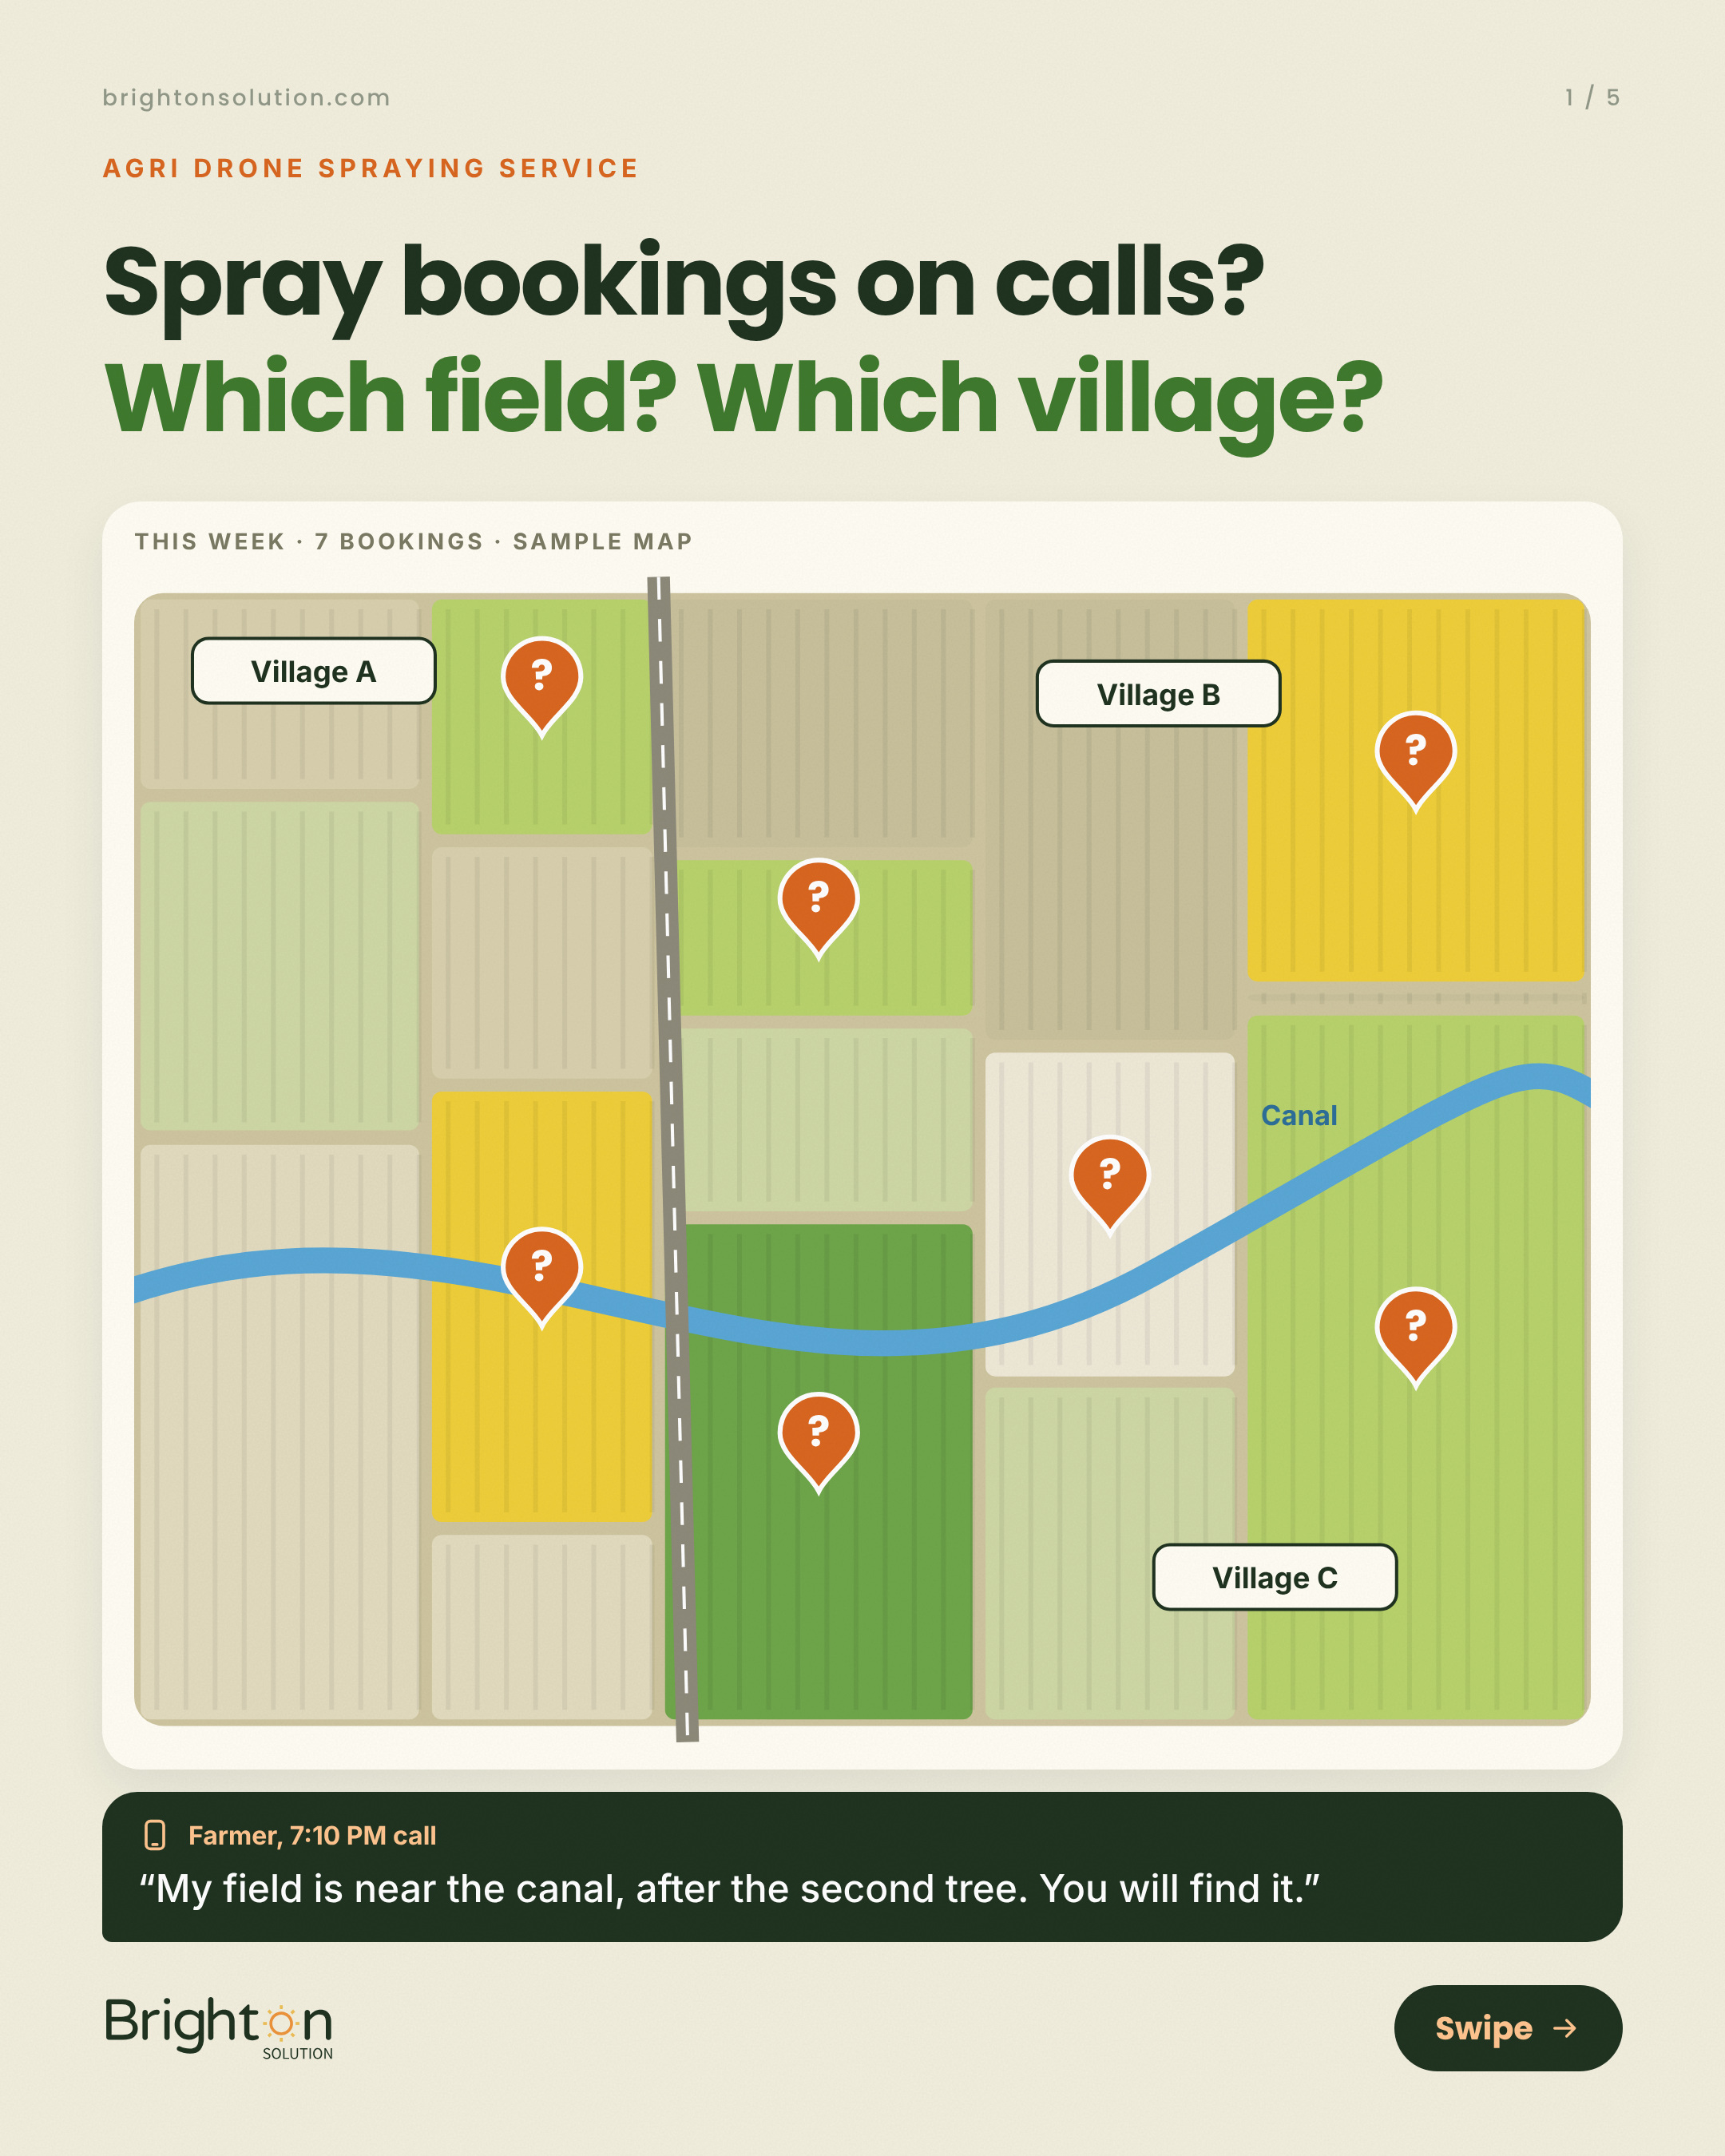 brightonsolution.com
1 / 5
AGRI DRONE SPRAYING SERVICE
Spray bookings on calls?
Which field? Which village?
THIS WEEK · 7 BOOKINGS · SAMPLE MAP
Village A
?
Village B
?
?
Canal
?
?
?
?
Village C
Farmer, 7:10 PM call
“My field is near the canal, after the second tree. You will find it.”
Brighton
SOLUTION
Swipe →